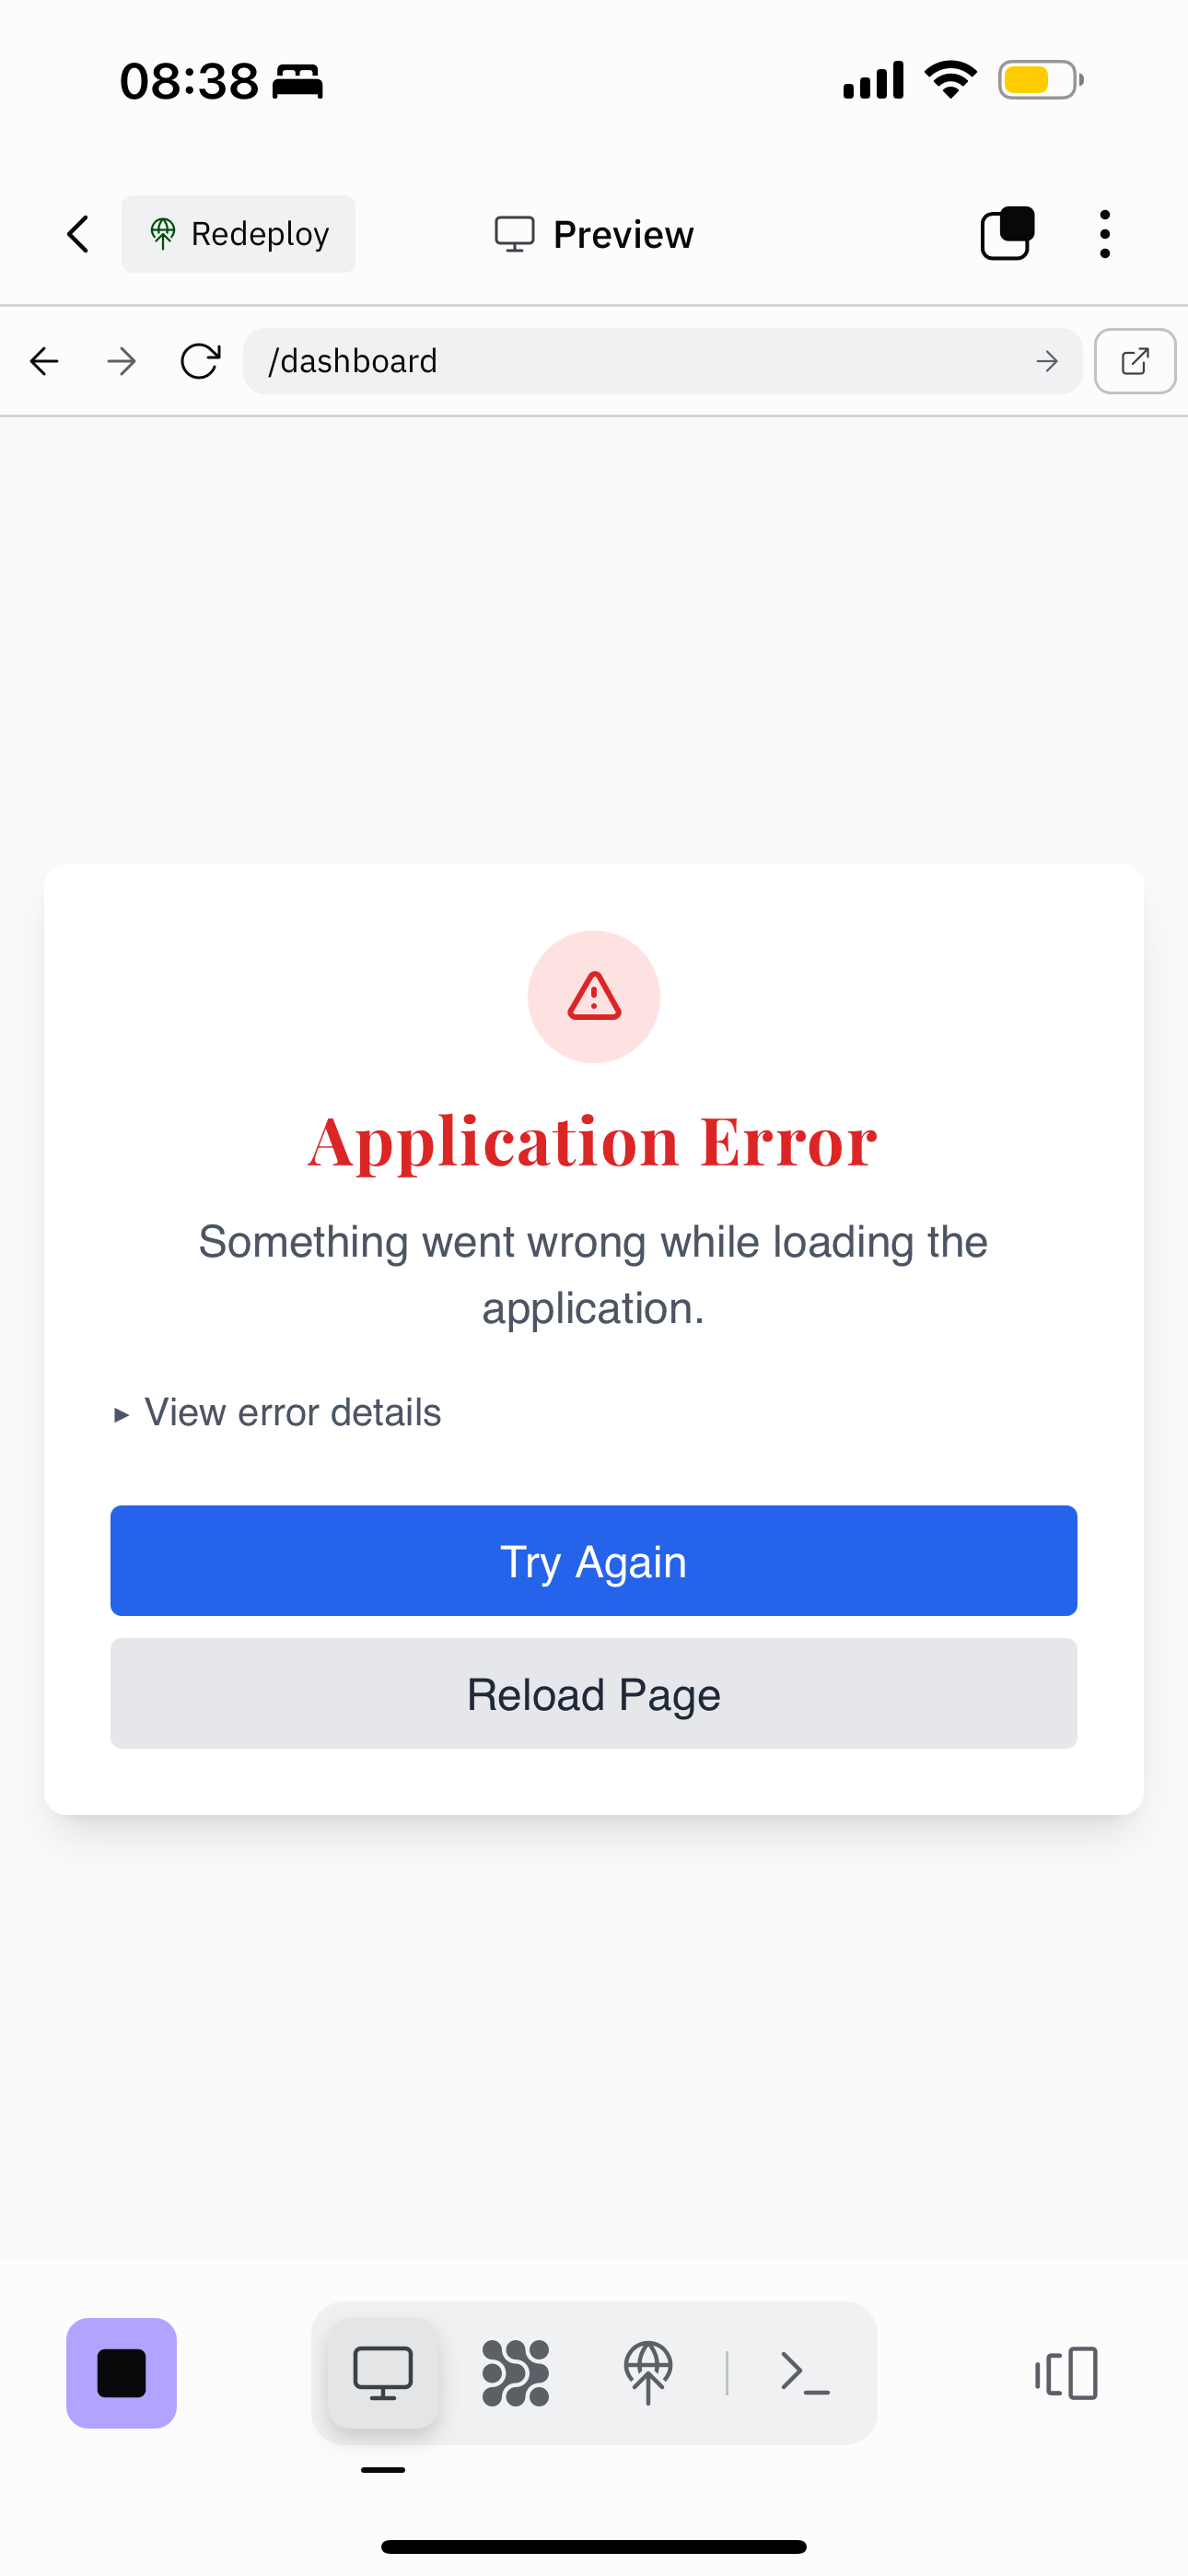 08:38
Redeploy
Preview
/dashboard
Application Error
Something went wrong while loading the
application.
View error details
Try Again
Reload Page